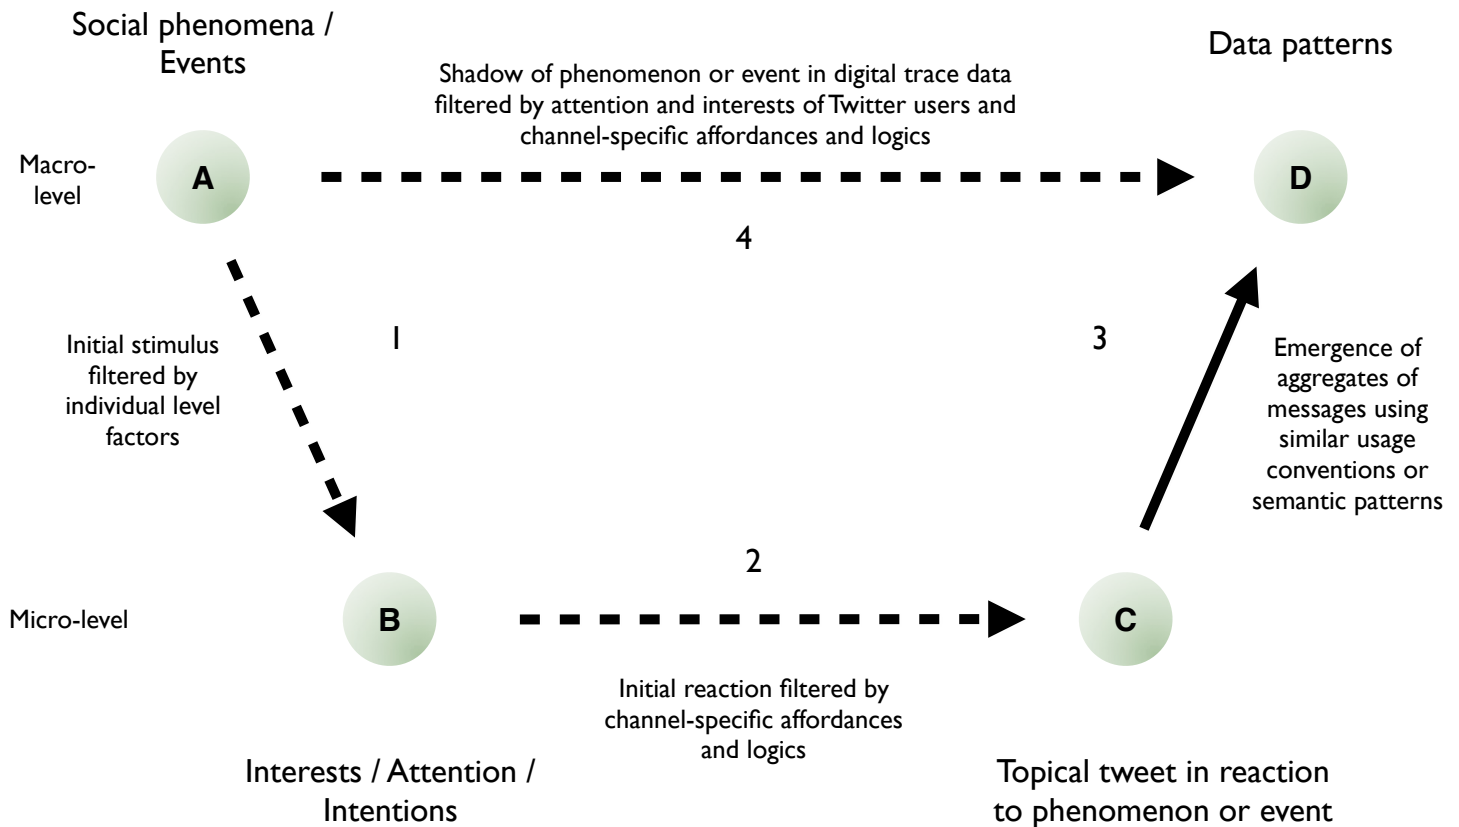 Social phenomena /
Events
Data patterns
Shadow of phenomenon or event in digital trace data
filtered by attention and interests of Twitter users and
channel-specific affordances and logics
Macro-
level
A
D
4
1
3
Initial stimulus
filtered by
individual level
factors
Emergence of
aggregates of
messages using
similar usage
conventions or
semantic patterns
2
Micro-level
B
C
Initial reaction filtered by
channel-specific affordances
and logics
Interests / Attention /
Intentions
Topical tweet in reaction
to phenomenon or event